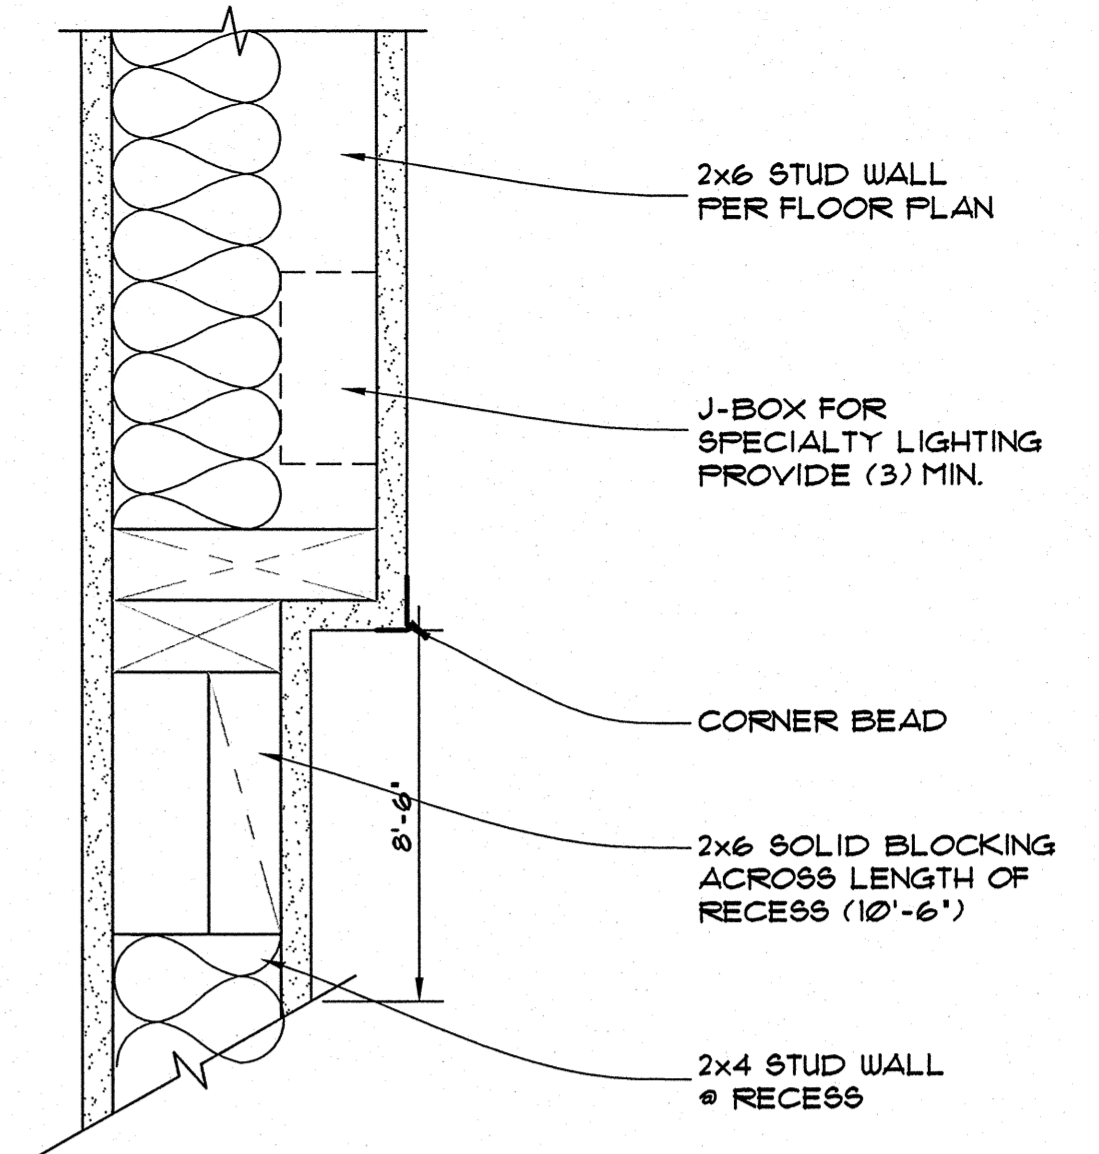 2x6 STUD WALL
PER FLOOR PLAN
J-BOX FOR
SPECIALTY LIGHTING
PROVIDE (3) MIN.
CORNER BEAD
8'-6"
2x6 SOLID BLOCKING
ACROSS LENGTH OF
RECESS (10'-6")
2x4 STUD WALL
@ RECESS